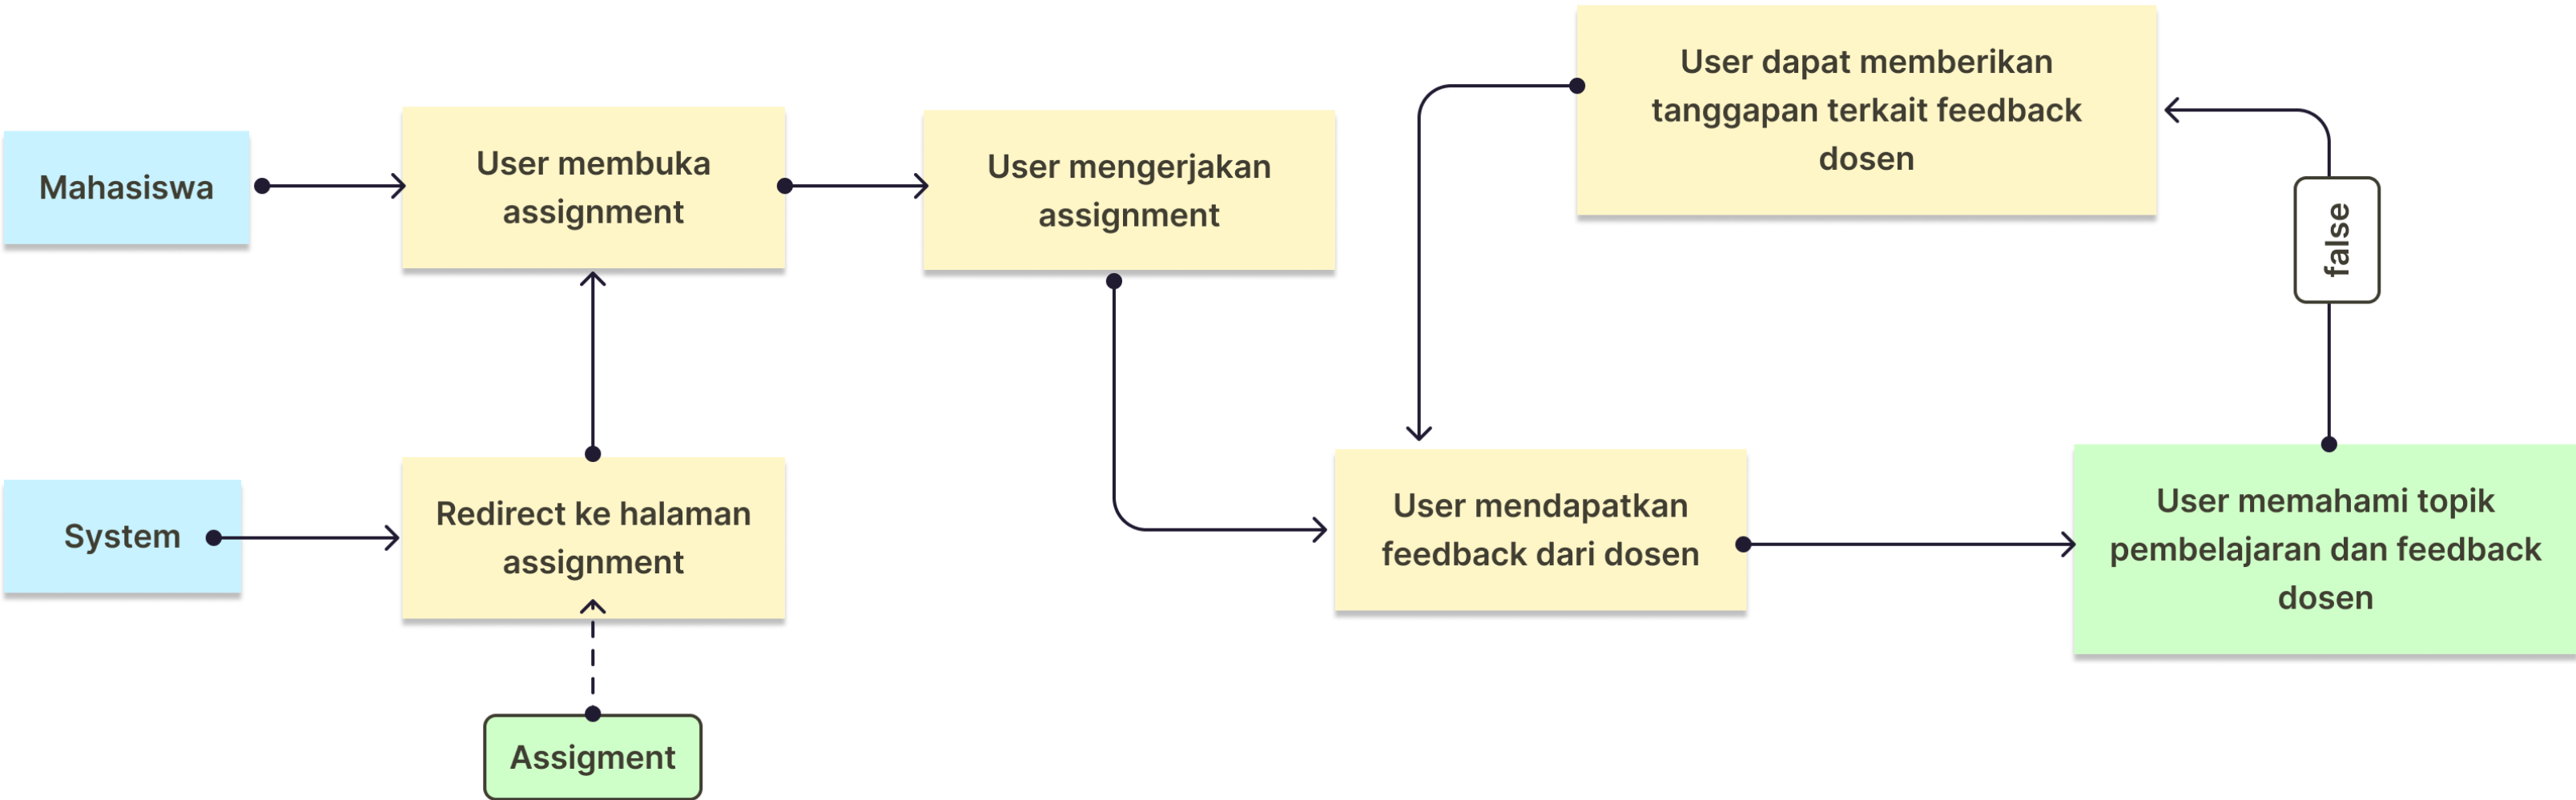 Mahasiswa
User membuka
assignment
User mengerjakan
assignment
User dapat memberikan
tanggapan terkait feedback
dosen
false
System
Redirect ke halaman
assignment
User mendapatkan
feedback dari dosen
User memahami topik
pembelajaran dan feedback
dosen
Assigment